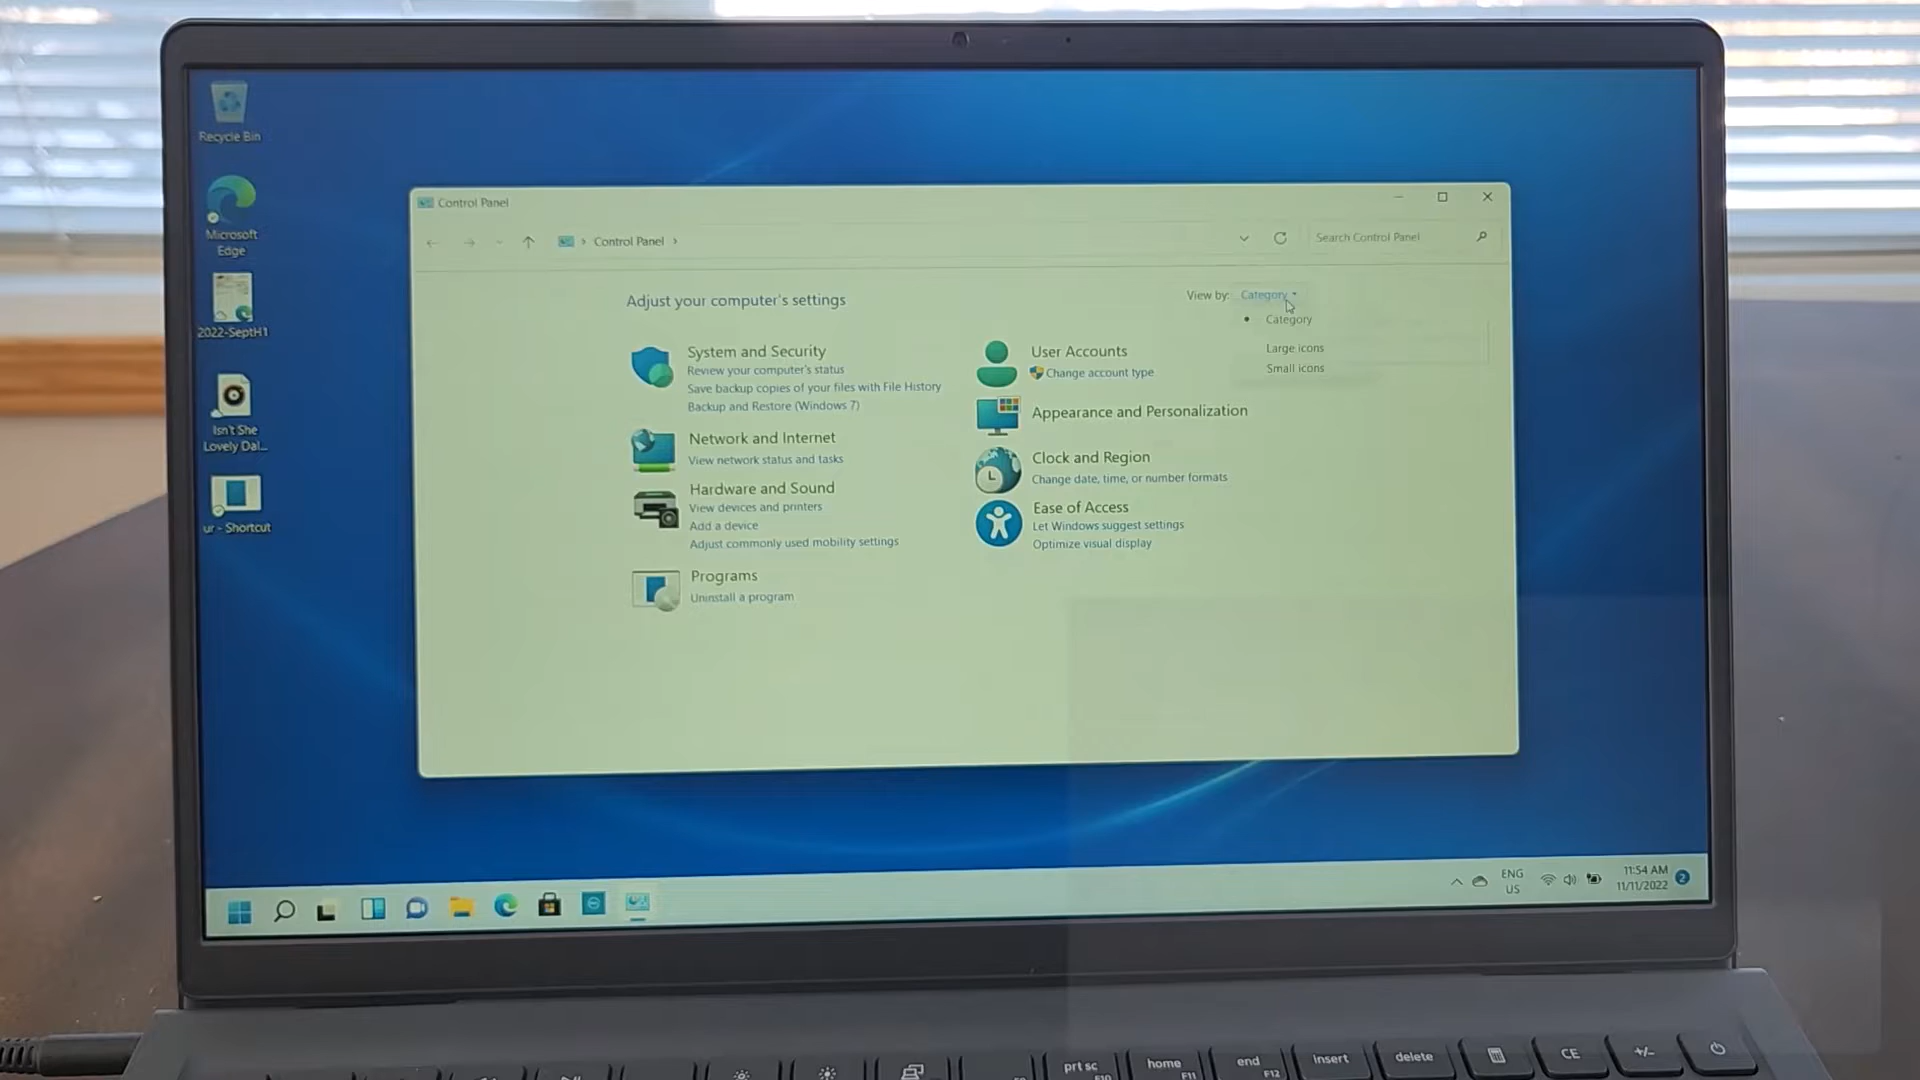 Recycle Bin
Microsoft
Edge
2022-SeptH1
Isn't She
Lovely Dal...
ur - Shortcut
Control Panel
Control Panel
Search Control Panel
Adjust your computer's settings
View by: Category
Category
Large icons
Small icons
System and Security
Review your computer's status
Save backup copies of your files with File History
Backup and Restore (Windows 7)
Network and Internet
View network status and tasks
Hardware and Sound
View devices and printers
Add a device
Adjust commonly used mobility settings
Programs
Uninstall a program
User Accounts
Change account type
Appearance and Personalization
Clock and Region
Change date, time, or number formats
Ease of Access
Let Windows suggest settings
Optimize visual display
ENG
US
11:54 AM
11/11/2022
2
prt sc
F10
home
F11
end
F12
insert
delete
CE
+/-